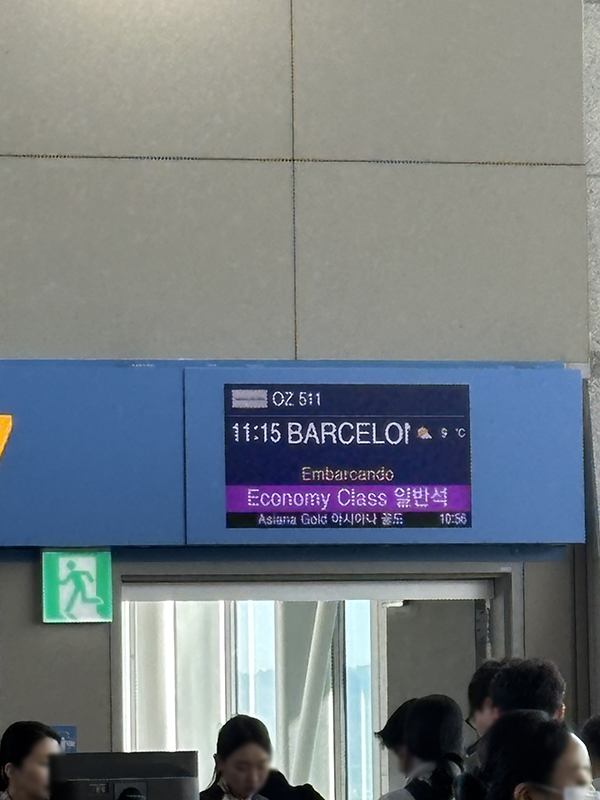 OZ 511
11:15 BARCELO
Embarcando
Economy Class 일반석
Asiana Gold 아시아나 골드 10:56